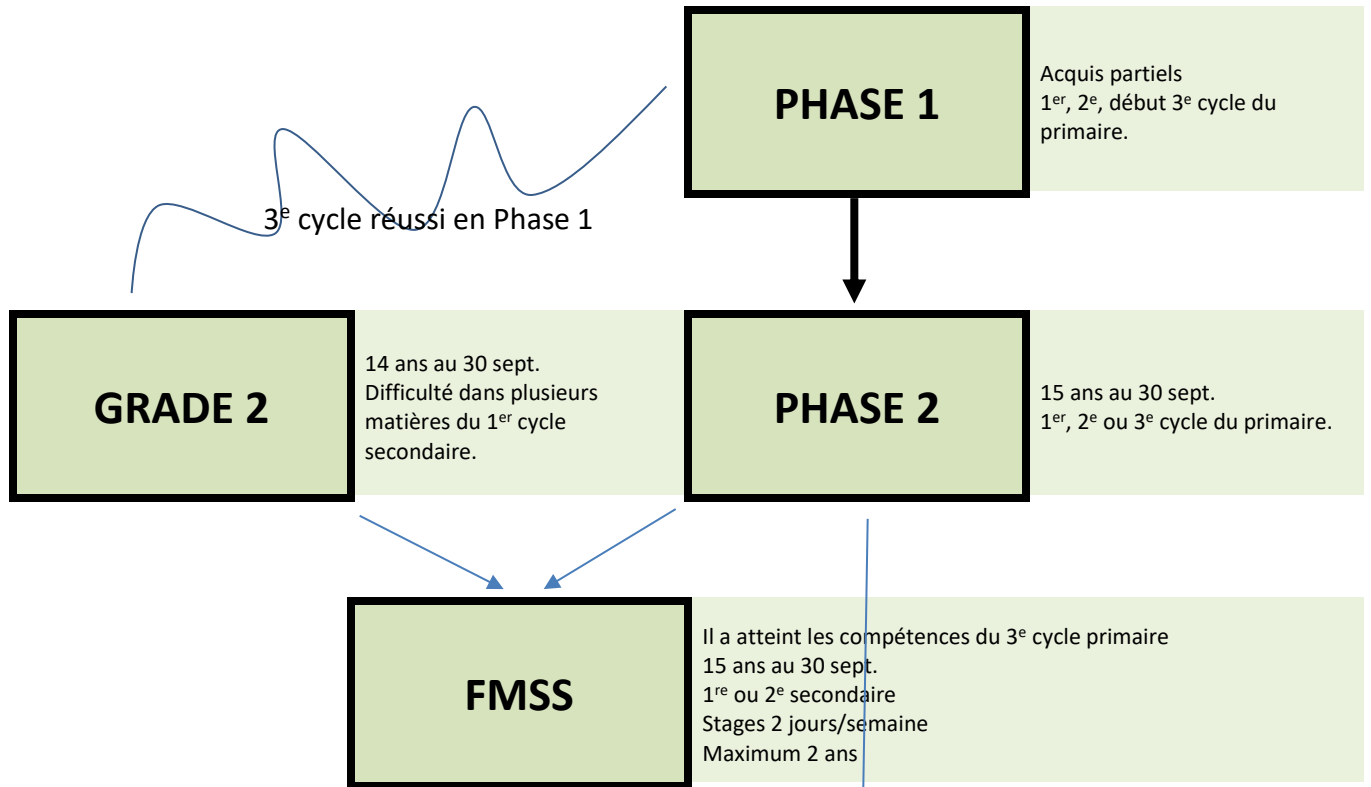 PHASE 1
Acquis partiels
1er, 2e, début 3e cycle du
primaire.
3e cycle réussi en Phase 1
GRADE 2
14 ans au 30 sept.
Difficulté dans plusieurs
matières du 1er cycle
secondaire.
PHASE 2
15 ans au 30 sept.
1er, 2e ou 3e cycle du primaire.
FMSS
Il a atteint les compétences du 3e cycle primaire
15 ans au 30 sept.
1re ou 2e secondaire
Stages 2 jours/semaine
Maximum 2 ans